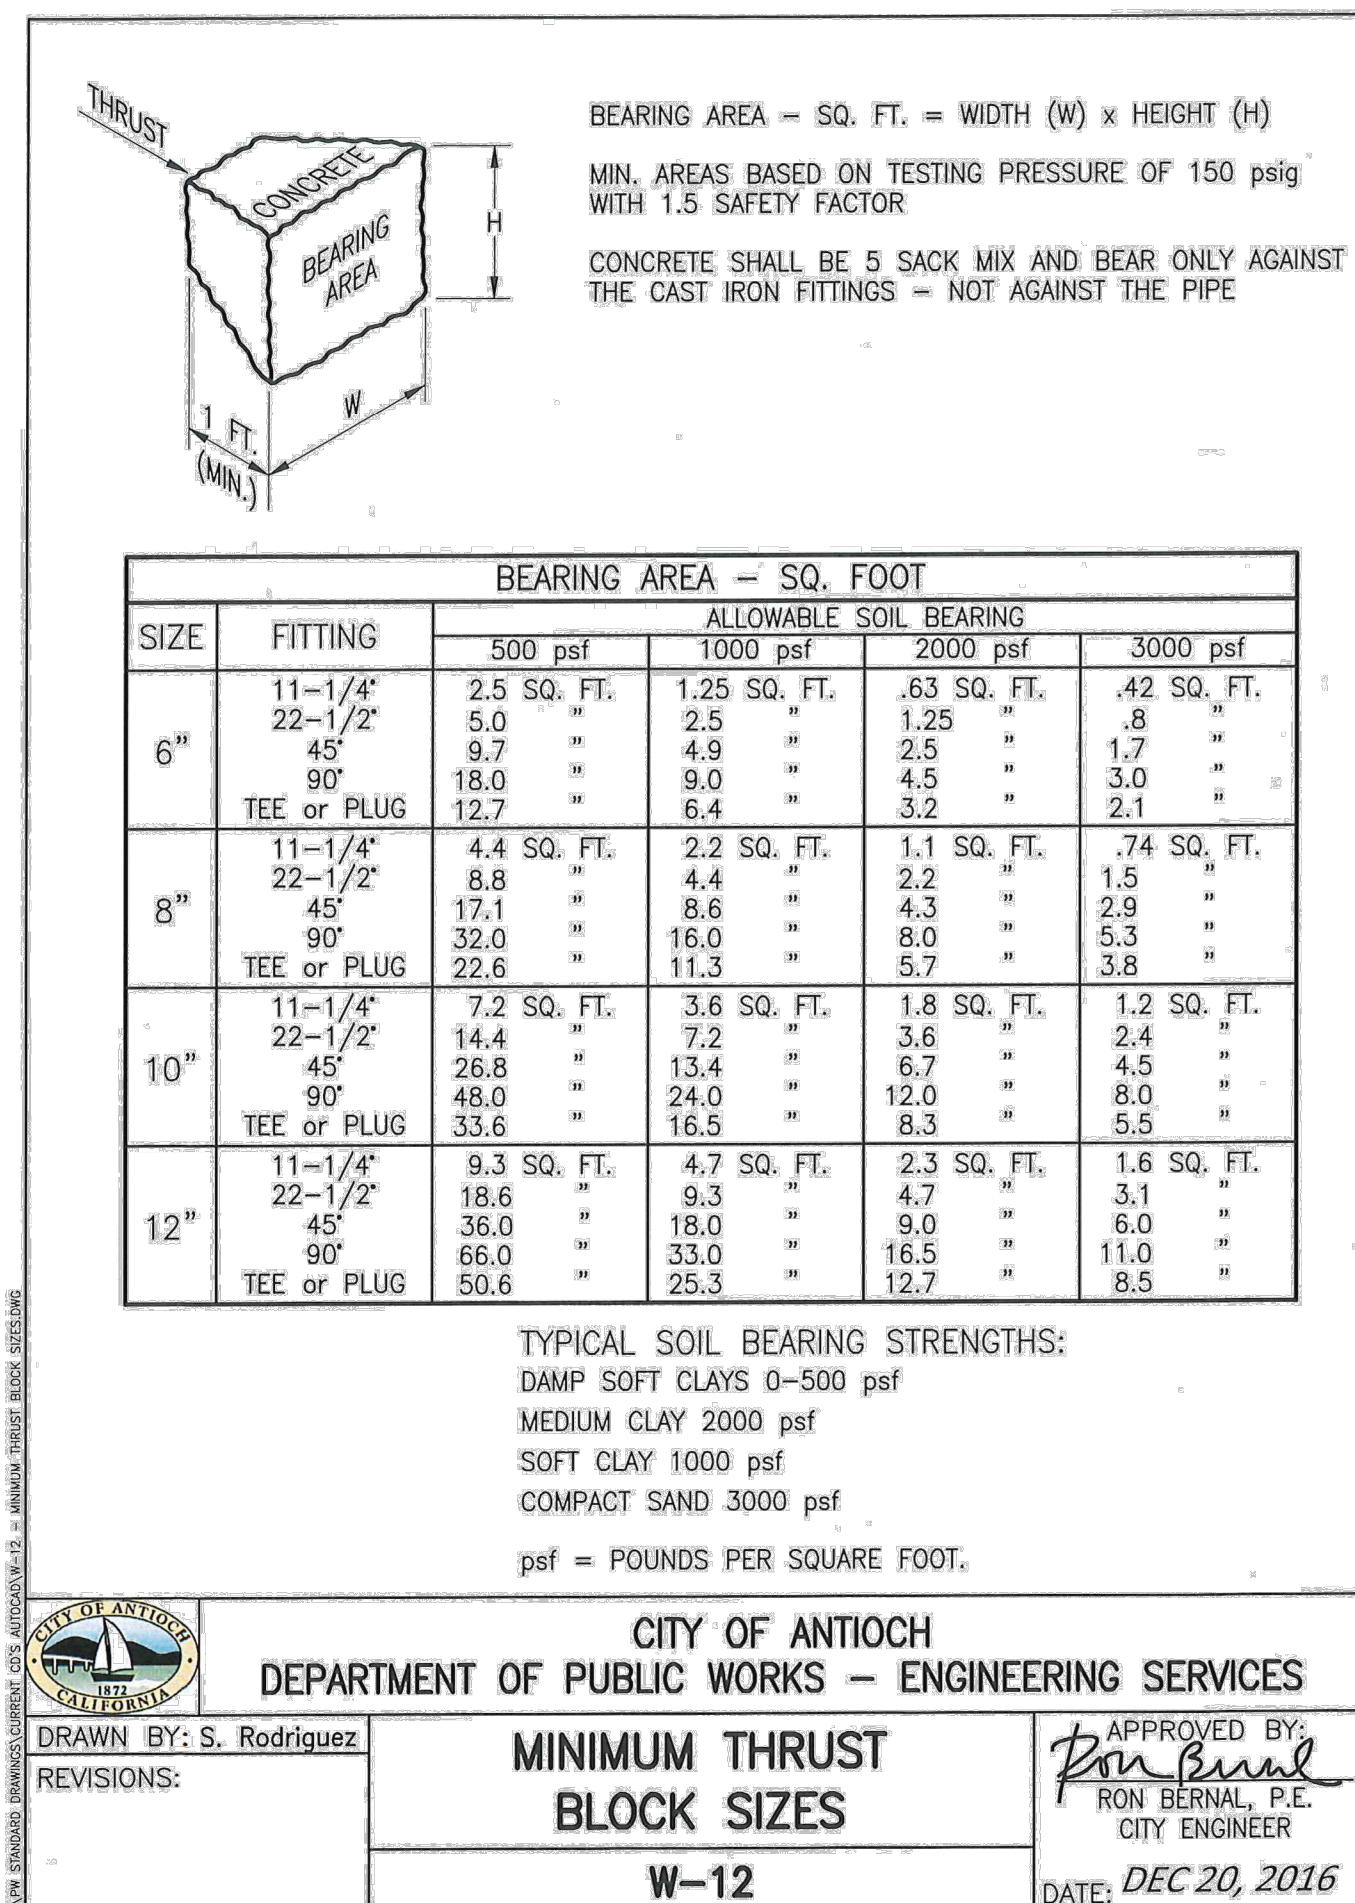 THRUST
CONCRETE
BEARING
AREA
H
W
1 FT.
(MIN.)
BEARING AREA – SQ. FT. = WIDTH (W) x HEIGHT (H)
MIN. AREAS BASED ON TESTING PRESSURE OF 150 psig
WITH 1.5 SAFETY FACTOR
CONCRETE SHALL BE 5 SACK MIX AND BEAR ONLY AGAINST
THE CAST IRON FITTINGS – NOT AGAINST THE PIPE
BEARING AREA – SQ. FOOT
SIZE FITTING ALLOWABLE SOIL BEARING
500 psf 1000 psf 2000 psf 3000 psf
6"
11–1/4° 2.5 SQ. FT. 1.25 SQ. FT. .63 SQ. FT. .42 SQ. FT.
22–1/2° 5.0 " 2.5 " 1.25 " .8 "
45° 9.7 " 4.9 " 2.5 " 1.7 "
90° 18.0 " 9.0 " 4.5 " 3.0 "
TEE or PLUG 12.7 " 6.4 " 3.2 " 2.1 "
8"
11–1/4° 4.4 SQ. FT. 2.2 SQ. FT. 1.1 SQ. FT. .74 SQ. FT.
22–1/2° 8.8 " 4.4 " 2.2 " 1.5 "
45° 17.1 " 8.6 " 4.3 " 2.9 "
90° 32.0 " 16.0 " 8.0 " 5.3 "
TEE or PLUG 22.6 " 11.3 " 5.7 " 3.8 "
10"
11–1/4° 7.2 SQ. FT. 3.6 SQ. FT. 1.8 SQ. FT. 1.2 SQ. FT.
22–1/2° 14.4 " 7.2 " 3.6 " 2.4 "
45° 26.8 " 13.4 " 6.7 " 4.5 "
90° 48.0 " 24.0 " 12.0 " 8.0 "
TEE or PLUG 33.6 " 16.5 " 8.3 " 5.5 "
12"
11–1/4° 9.3 SQ. FT. 4.7 SQ. FT. 2.3 SQ. FT. 1.6 SQ. FT.
22–1/2° 18.6 " 9.3 " 4.7 " 3.1 "
45° 36.0 " 18.0 " 9.0 " 6.0 "
90° 66.0 " 33.0 " 16.5 " 11.0 "
TEE or PLUG 50.6 " 25.3 " 12.7 " 8.5 "
TYPICAL SOIL BEARING STRENGTHS:
DAMP SOFT CLAYS 0–500 psf
MEDIUM CLAY 2000 psf
SOFT CLAY 1000 psf
COMPACT SAND 3000 psf
psf = POUNDS PER SQUARE FOOT.
\PW STANDARD DRAWINGS\CURRENT CD'S AUTOCAD\W–12 – MINIMUM THRUST BLOCK SIZES.DWG
CITY OF ANTIOCH
1872
CALIFORNIA
CITY OF ANTIOCH
DEPARTMENT OF PUBLIC WORKS – ENGINEERING SERVICES
DRAWN BY: S. Rodriguez
REVISIONS:
MINIMUM THRUST
BLOCK SIZES
W–12
APPROVED BY:
Ron Bernal
RON BERNAL, P.E.
CITY ENGINEER
DATE: DEC 20, 2016